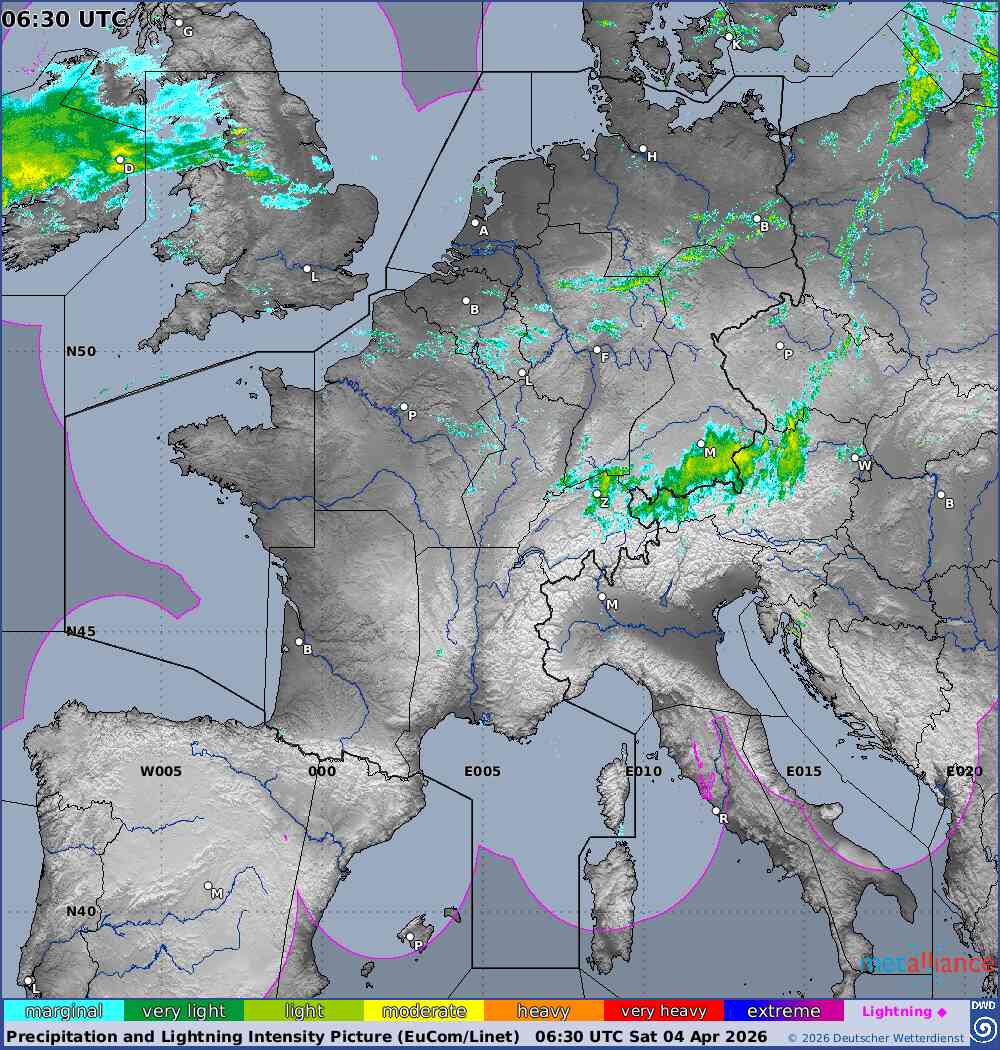 06:30 UTC
G
K
D
H
A
B
L
B
N50
F
P
L
P
M
W
Z
B
M
N45
B
W005
000
E005
E010
E015
E020
R
M
N40
P
L
metalliance
marginal
very light
light
moderate
heavy
very heavy
extreme
Lightning ◆
DWD
Precipitation and Lightning Intensity Picture (EuCom/Linet) 06:30 UTC Sat 04 Apr 2026 © 2026 Deutscher Wetterdienst